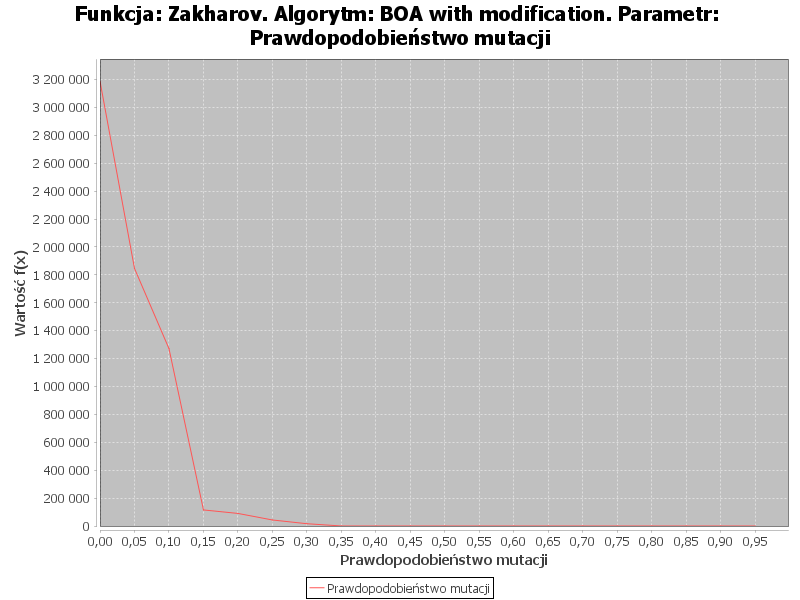 Funkcja: Zakharov. Algorytm: BOA with modification. Parametr:
Prawdopodobieństwo mutacji
Wartość f(x)
3 200 000
3 000 000
2 800 000
2 600 000
2 400 000
2 200 000
2 000 000
1 800 000
1 600 000
1 400 000
1 200 000
1 000 000
800 000
600 000
400 000
200 000
0
0,00 0,05 0,10 0,15 0,20 0,25 0,30 0,35 0,40 0,45 0,50 0,55 0,60 0,65 0,70 0,75 0,80 0,85 0,90 0,95
Prawdopodobieństwo mutacji
Prawdopodobieństwo mutacji